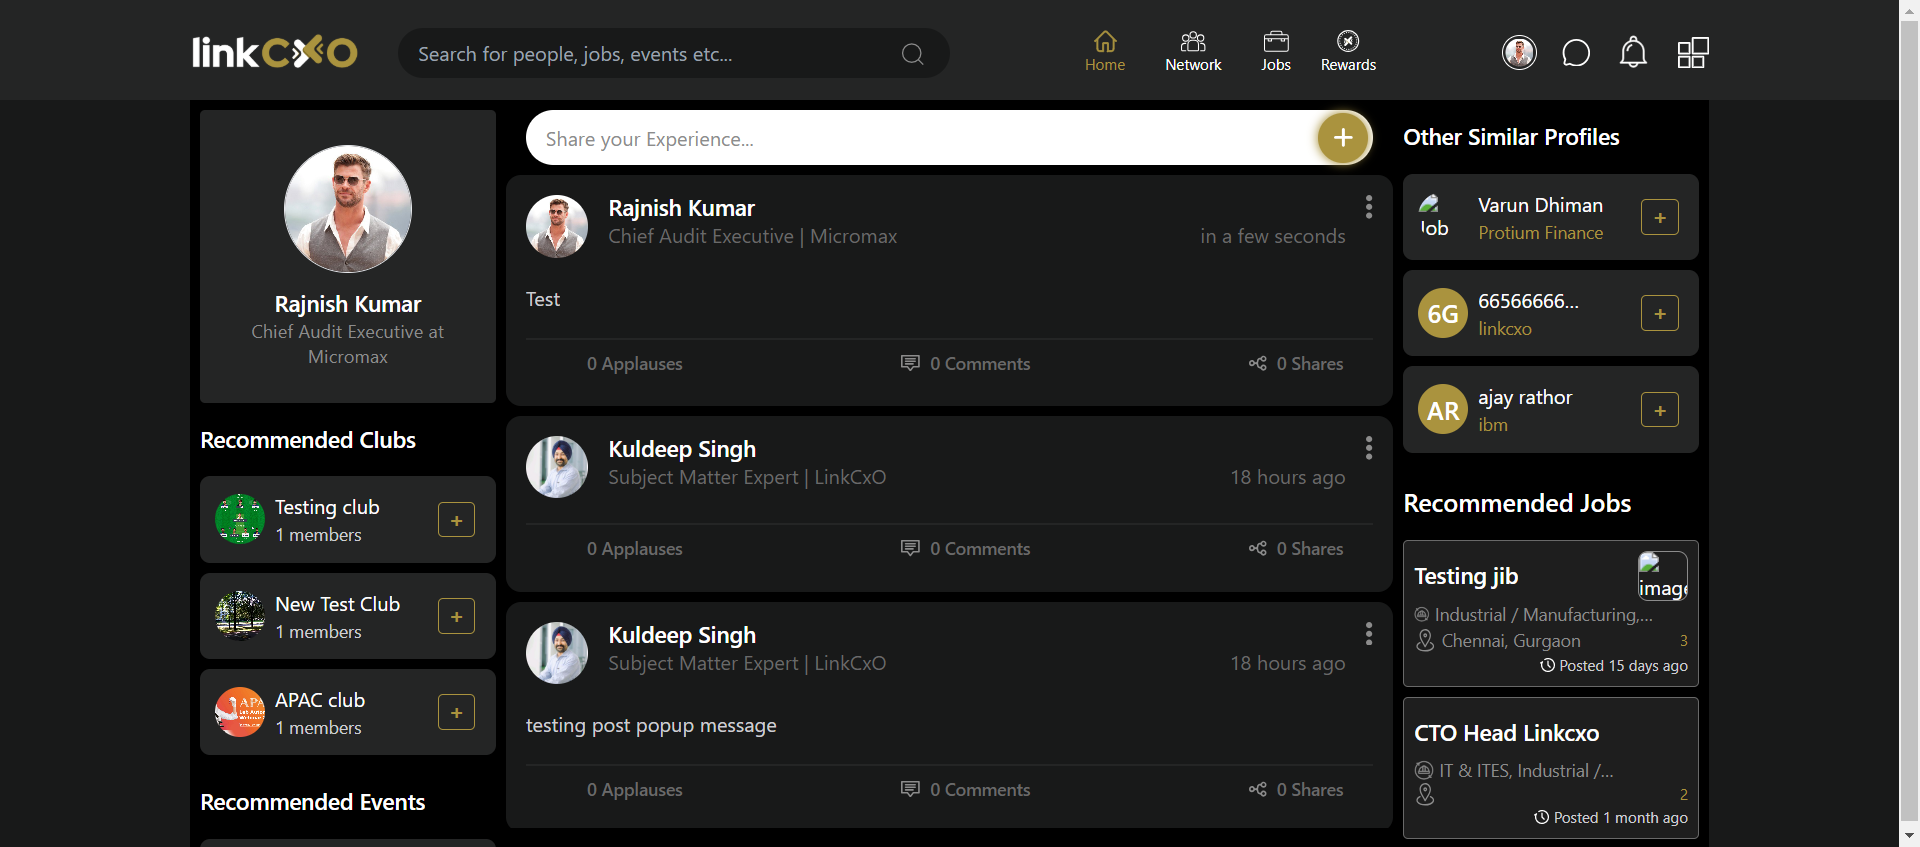 linkcxo
Search for people, jobs, events etc...
Home
Network
Jobs
Rewards
Rajnish Kumar
Chief Audit Executive at
Micromax
Recommended Clubs
Testing club
1 members
New Test Club
1 members
APAC club
1 members
Recommended Events
Share your Experience...
Rajnish Kumar
Chief Audit Executive | Micromax
in a few seconds
Test
0 Applauses
0 Comments
0 Shares
Kuldeep Singh
Subject Matter Expert | LinkCxO
18 hours ago
0 Applauses
0 Comments
0 Shares
Kuldeep Singh
Subject Matter Expert | LinkCxO
18 hours ago
testing post popup message
0 Applauses
0 Comments
0 Shares
Other Similar Profiles
Varun Dhiman
Protium Finance
6G
66566666...
linkcxo
AR
ajay rathor
ibm
Recommended Jobs
Testing jib
Industrial / Manufacturing,...
Chennai, Gurgaon
3
Posted 15 days ago
CTO Head Linkcxo
IT & ITES, Industrial /...
2
Posted 1 month ago